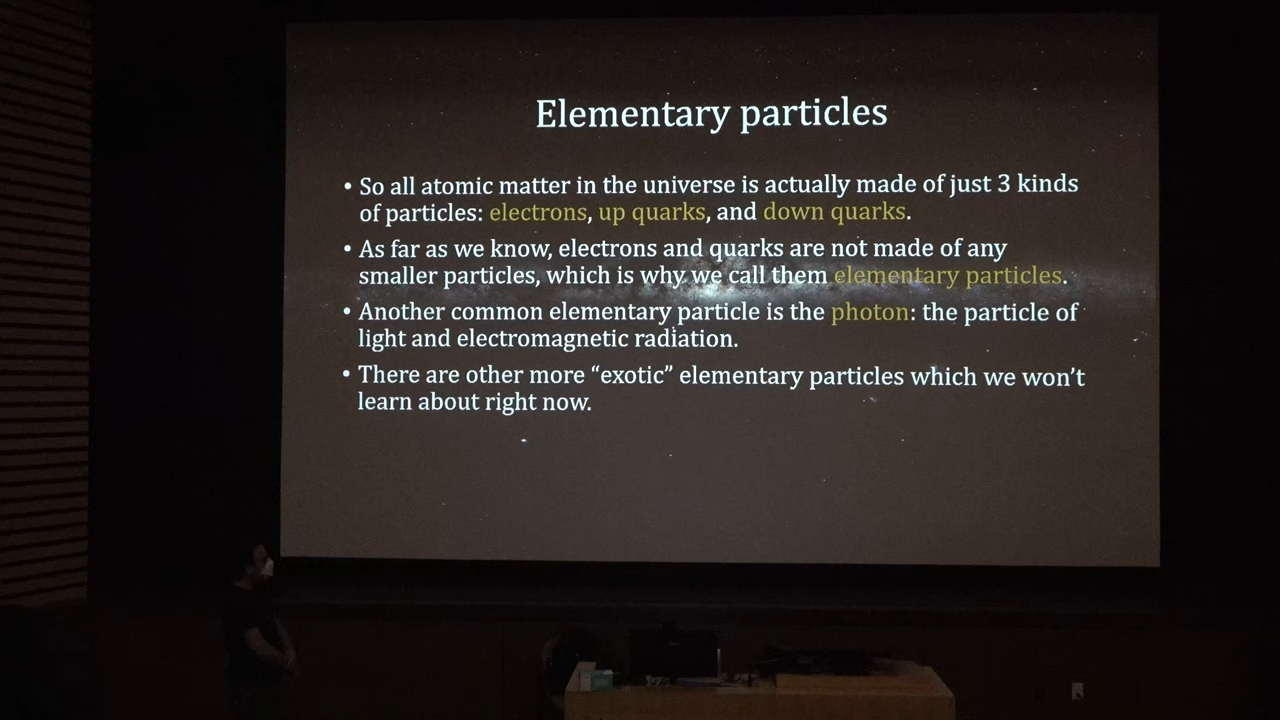 Elementary particles
• So all atomic matter in the universe is actually made of just 3 kinds
of particles: electrons, up quarks, and down quarks.
• As far as we know, electrons and quarks are not made of any
smaller particles, which is why we call them elementary particles.
• Another common elementary particle is the photon: the particle of
light and electromagnetic radiation.
• There are other more “exotic” elementary particles which we won’t
learn about right now.